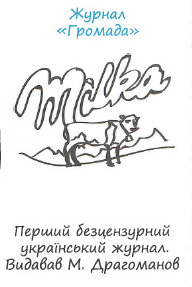 Журнал
«Громада»
Milka
Перший безцензурний
український журнал.
Видавав М. Драгоманов